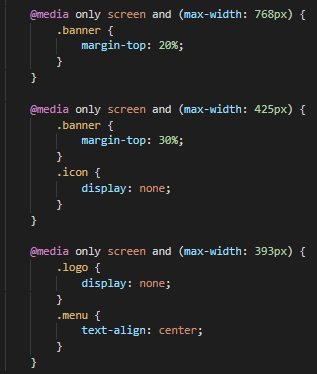 @media only screen and (max-width: 768px) {
    .banner {
        margin-top: 20%;
    }
}

@media only screen and (max-width: 425px) {
    .banner {
        margin-top: 30%;
    }
    .icon {
        display: none;
    }
}

@media only screen and (max-width: 393px) {
    .logo {
        display: none;
    }
    .menu {
        text-align: center;
    }
}